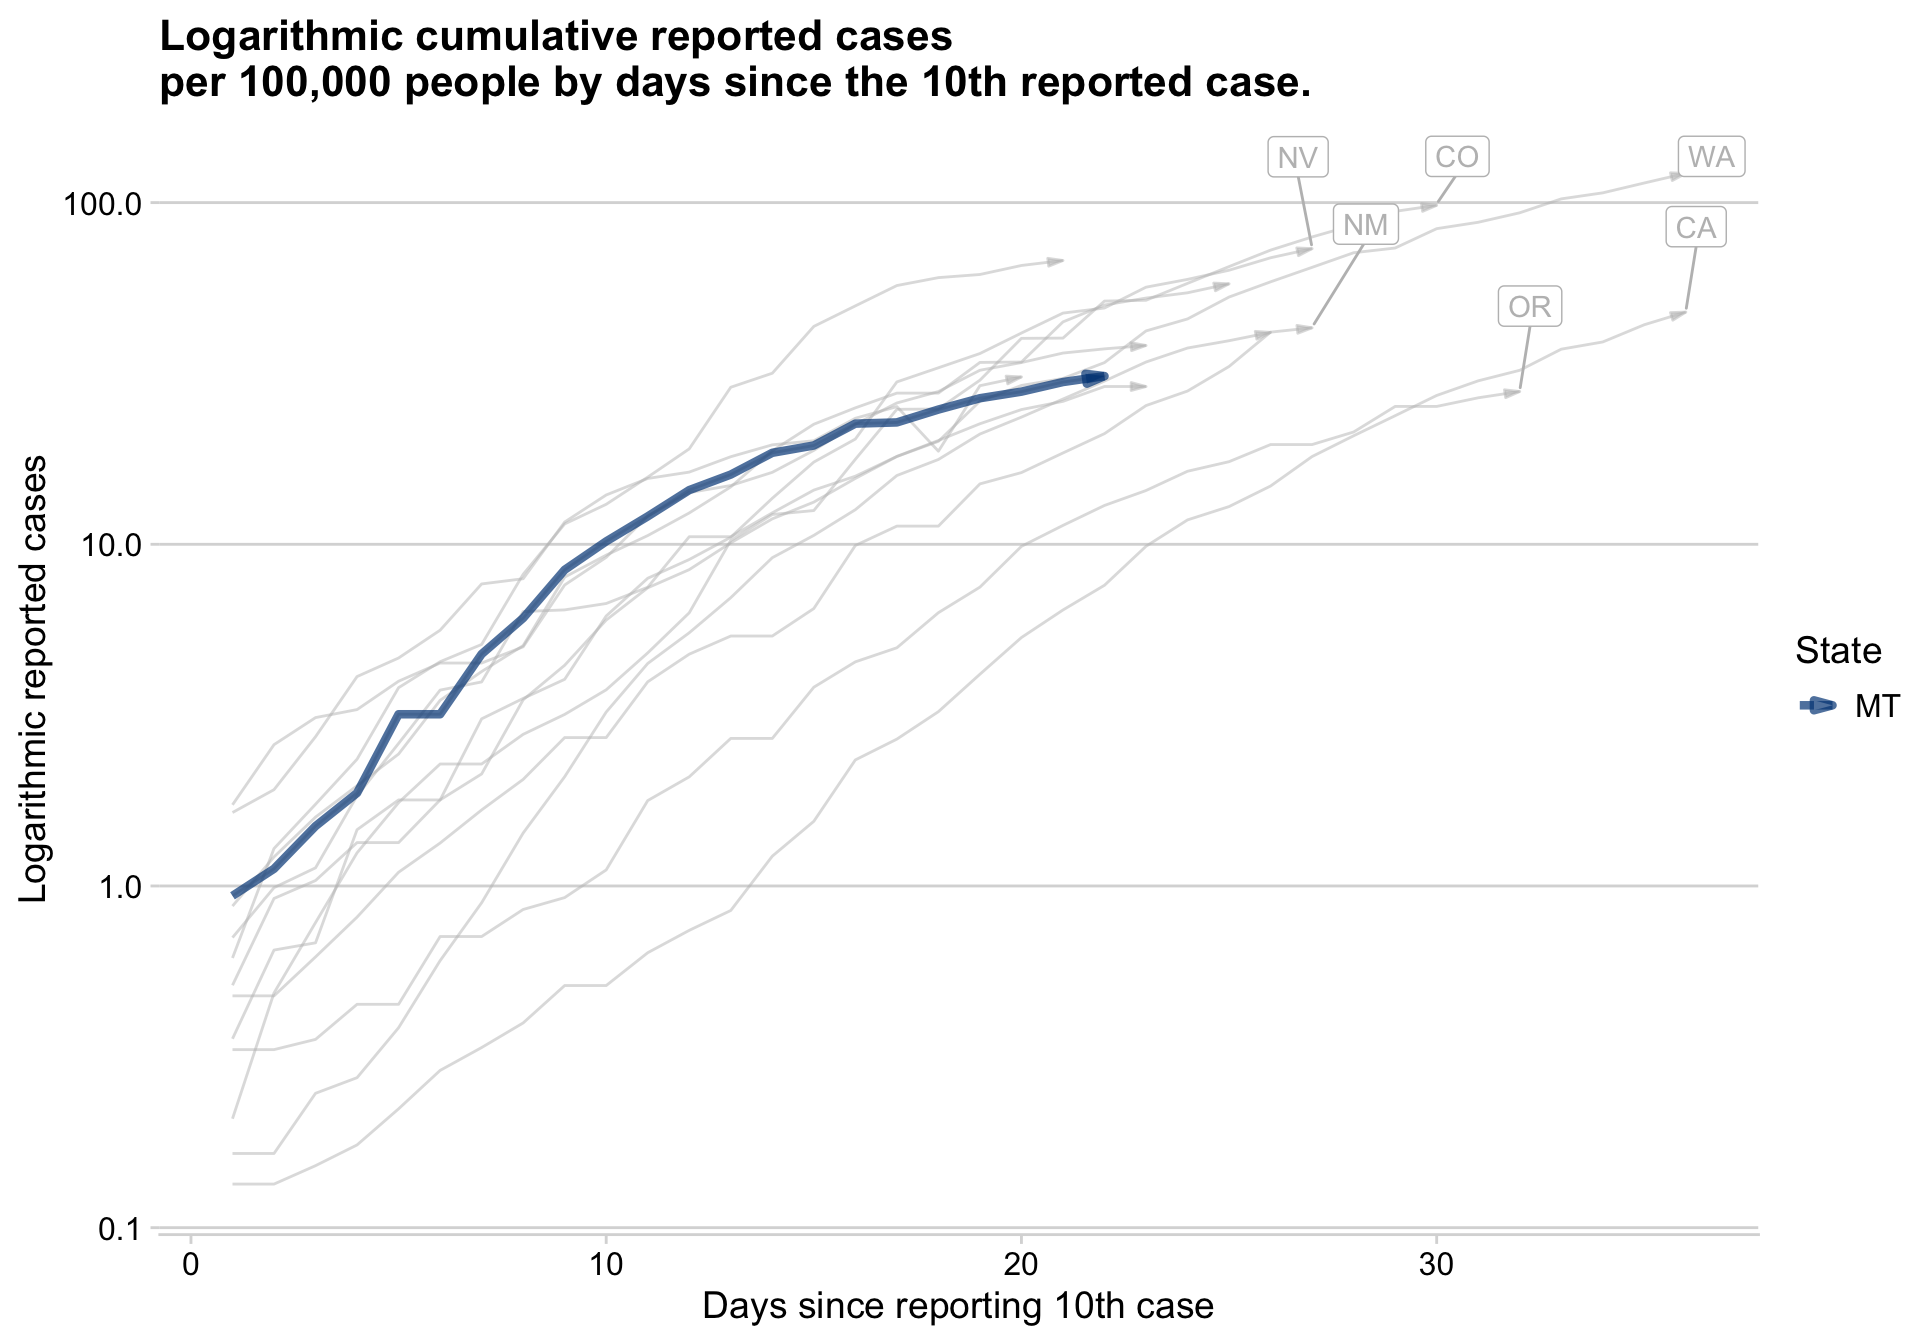 Logarithmic cumulative reported cases
per 100,000 people by days since the 10th reported case.
NV
CO
WA
100.0
NM
CA
OR
10.0
Logarithmic reported cases
State
MT
1.0
0.1
0
10
20
30
Days since reporting 10th case